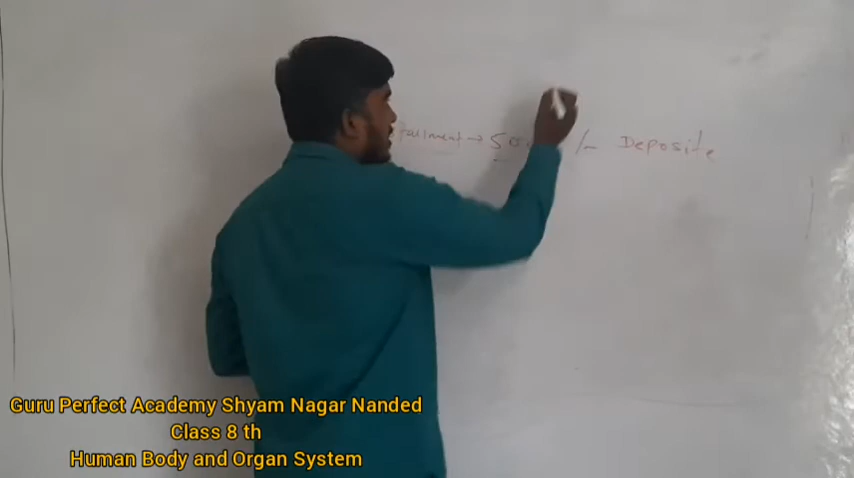 Deposite
Guru Perfect Academy Shyam Nagar Nanded
Class 8 th
Human Body and Organ System